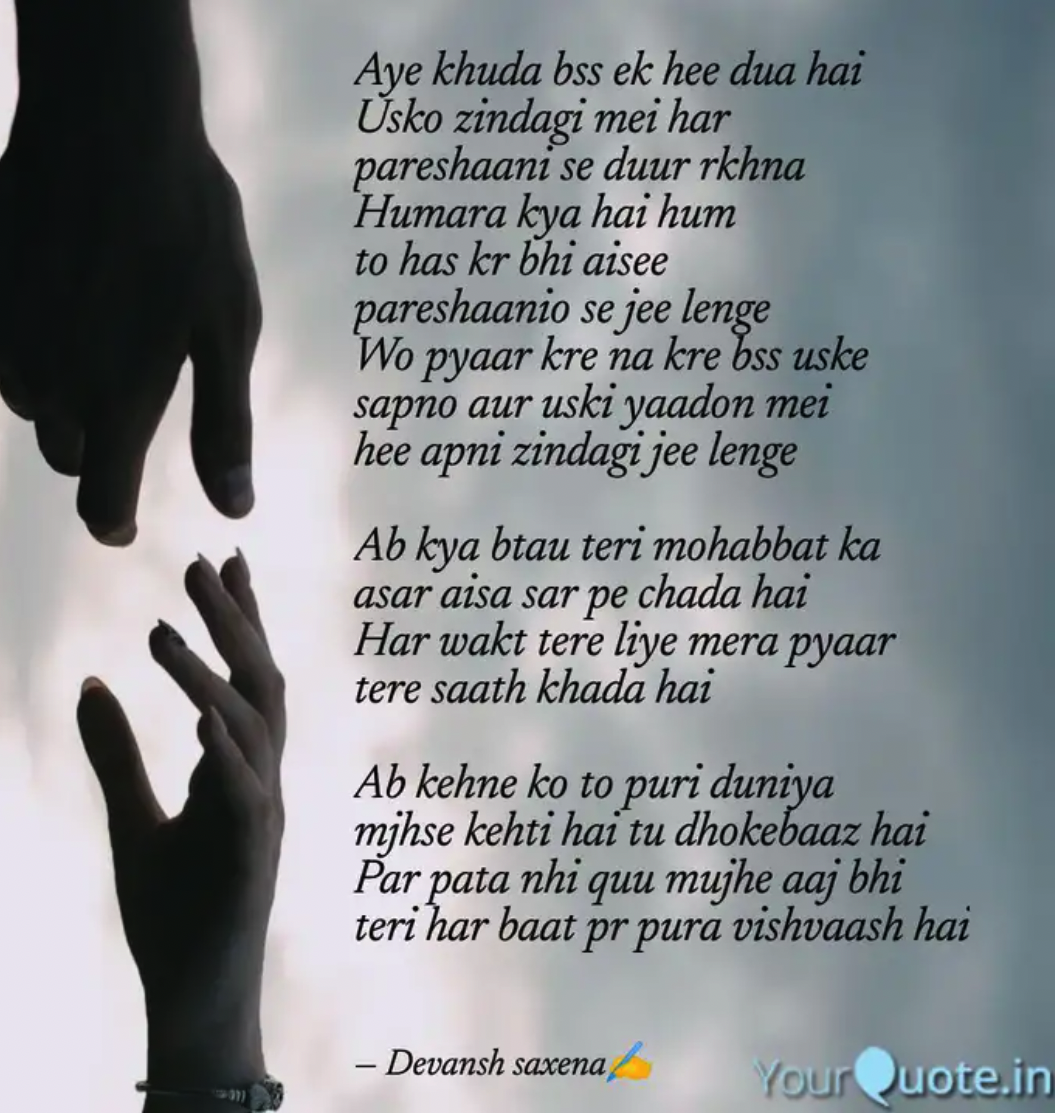 Aye khuda bss ek hee dua hai
Usko zindagi mei har
pareshaani se duur rkhna
Humara kya hai hum
to has kr bhi aisee
pareshaanio se jee lenge
Wo pyaar kre na kre bss uske
sapno aur uski yaadon mei
hee apni zindagi jee lenge
Ab kya btau teri mohabbat ka
asar aisa sar pe chada hai
Har wakt tere liye mera pyaar
tere saath khada hai
Ab kehne ko to puri duniya
mjhse kehti hai tu dhokebaaz hai
Par pata nhi quu mujhe aaj bhi
teri har baat pr pura vishvaash hai
– Devansh saxena✍️
YourQuote.in